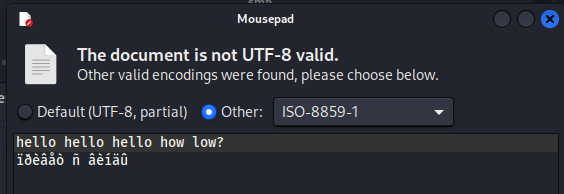 Mousepad
The document is not UTF-8 valid.
Other valid encodings were found, please choose below.
Default (UTF-8, partial) Other: ISO-8859-1
hello hello hello how low?
ïðèâåò ñ âèíäû